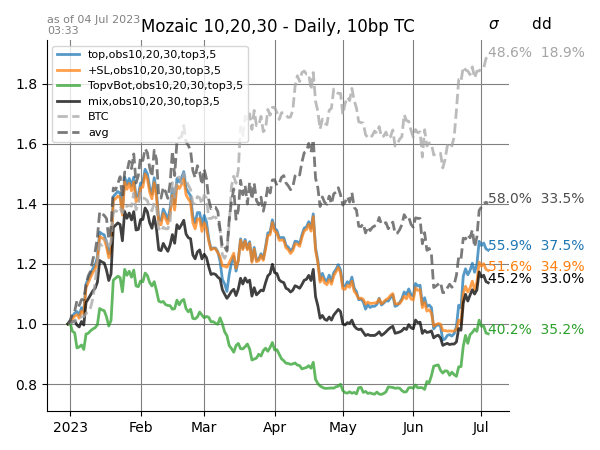 as of 04 Jul 2023
03:33
Mozaic 10,20,30 - Daily, 10bp TC
σ dd
top,obs10,20,30,top3,5
+SL,obs10,20,30,top3,5
TopvBot,obs10,20,30,top3,5
mix,obs10,20,30,top3,5
BTC
avg
48.6% 18.9%
58.0% 33.5%
55.9% 37.5%
51.6% 34.9%
45.2% 33.0%
40.2% 35.2%
1.8
1.6
1.4
1.2
1.0
0.8
2023 Feb Mar Apr May Jun Jul